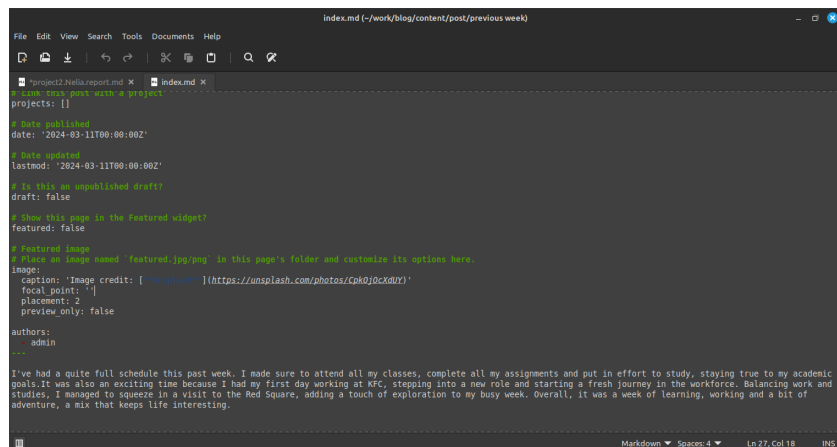 index.md (~/work/blog/content/post/previous week)
File Edit View Search Tools Documents Help
*project2.Nelia.report.md × index.md ×
# Link this post with a project
projects: []
# Date published
date: '2024-03-11T00:00:00Z'
# Date updated
lastmod: '2024-03-11T00:00:00Z'
# Is this an unpublished draft?
draft: false
# Show this page in the Featured widget?
featured: false
# Featured image
# Place an image named `featured.jpg/png` in this page's folder and customize its options here.
image:
caption: 'Image credit: [ ](https://unsplash.com/photos/CpkOjOcXdUY)'
focal_point: ''
placement: 2
preview_only: false
authors:
- admin
---
I've had a quite full schedule this past week. I made sure to attend all my classes, complete all my assignments and put in effort to study, staying true to my academic
goals.It was also an exciting time because I had my first day working at KFC, stepping into a new role and starting a fresh journey in the workforce. Balancing work and
studies, I managed to squeeze in a visit to the Red Square, adding a touch of exploration to my busy week. Overall, it was a week of learning, working and a bit of
adventure, a mix that keeps life interesting.
Markdown Spaces: 4 Ln 27, Col 18 INS